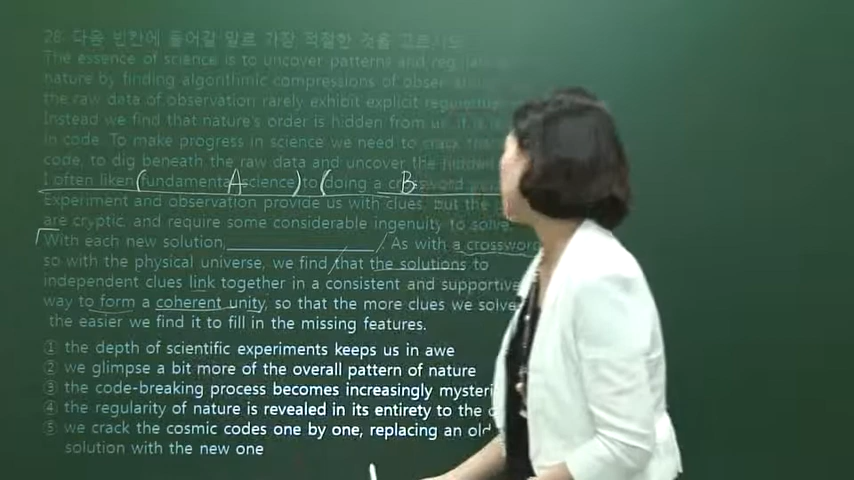 28. 다음 빈칸에 들어갈 말로 가장 적절한 것을 고르시오.
The essence of science is to uncover patterns and
nature by finding algorithmic compressions of
the raw data of observation rarely exhibit explicit
Instead we find that nature's order is hidden from us, it is
in code. To make progress in science we need to crack the
code, to dig beneath the raw data and uncover the hidden
I often liken fundamental science to doing a crossword
A B
Experiment and observation provide us with clues, but the
are cryptic, and require some considerable ingenuity to solve.
With each new solution, ____ As with a crossword
so with the physical universe, we find that the solutions to
independent clues link together in a consistent and supportive
way to form a coherent unity, so that the more clues we solve
the easier we find it to fill in the missing features.
① the depth of scientific experiments keeps us in awe
② we glimpse a bit more of the overall pattern of nature
③ the code-breaking process becomes increasingly
④ the regularity of nature is revealed in its entirety to the
⑤ we crack the cosmic codes one by one, replacing an old
solution with the new one